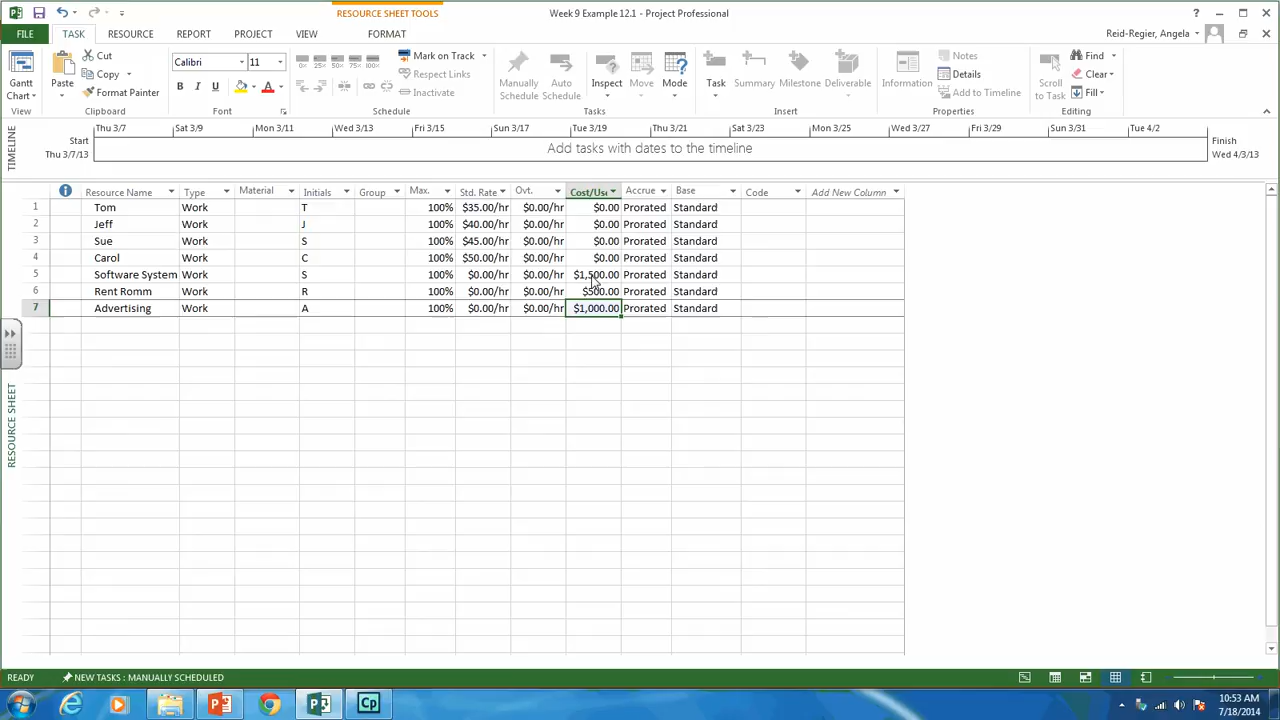 RESOURCE SHEET TOOLS
Week 9 Example 12.1 - Project Professional
?
FILE TASK RESOURCE REPORT PROJECT VIEW FORMAT
Reid-Regier, Angela
Gantt Chart
View
Paste
Cut
Copy
Format Painter
Clipboard
Calibri 11
B I U A
Font
0% 25% 50% 75% 100%
Mark on Track
Respect Links
Inactivate
Schedule
Manually Schedule
Auto Schedule
Inspect
Move
Mode
Tasks
Task
Summary
Milestone
Deliverable
Insert
Information
Notes
Details
Add to Timeline
Properties
Scroll to Task
Find
Clear
Fill
Editing
TIMELINE
Start
Thu 3/7/13
Thu 3/7 Sat 3/9 Mon 3/11 Wed 3/13 Fri 3/15 Sun 3/17 Tue 3/19 Thu 3/21 Sat 3/23 Mon 3/25 Wed 3/27 Fri 3/29 Sun 3/31 Tue 4/2
Add tasks with dates to the timeline
Finish
Wed 4/3/13
Resource Name Type Material Initials Group Max. Std. Rate Ovt. Cost/Use Accrue Base Code Add New Column
1 Tom Work T 100% $35.00/hr $0.00/hr $0.00 Prorated Standard
2 Jeff Work J 100% $40.00/hr $0.00/hr $0.00 Prorated Standard
3 Sue Work S 100% $45.00/hr $0.00/hr $0.00 Prorated Standard
4 Carol Work C 100% $50.00/hr $0.00/hr $0.00 Prorated Standard
5 Software System Work S 100% $0.00/hr $0.00/hr $1,500.00 Prorated Standard
6 Rent Romm Work R 100% $0.00/hr $0.00/hr $500.00 Prorated Standard
7 Advertising Work A 100% $0.00/hr $0.00/hr $1,000.00 Prorated Standard
RESOURCE SHEET
READY NEW TASKS : MANUALLY SCHEDULED
Cp
10:53 AM
7/18/2014